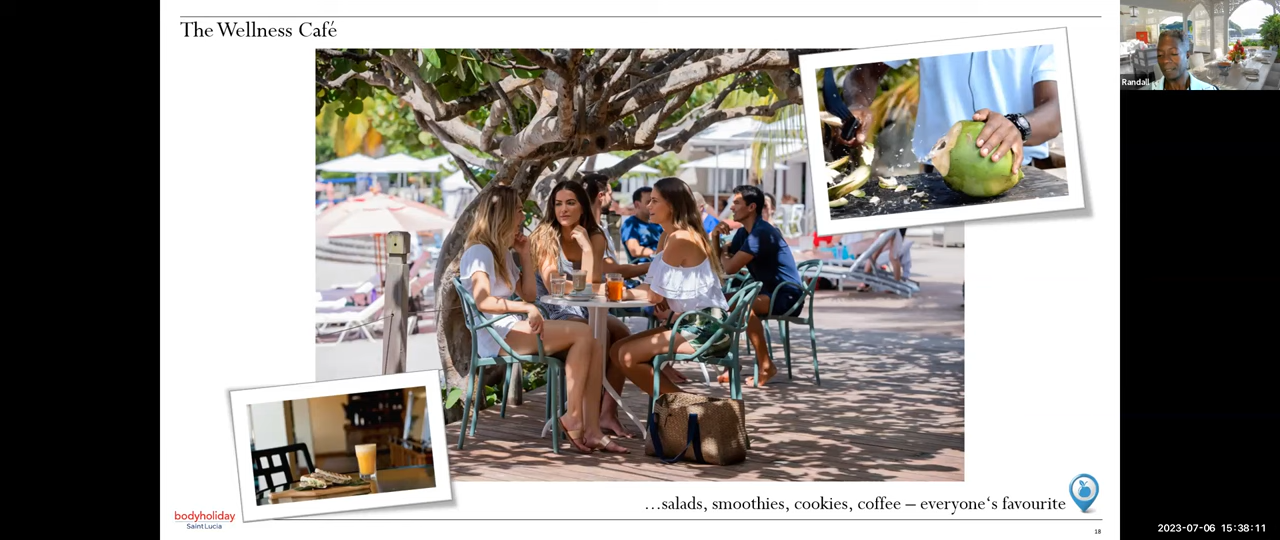 The Wellness Café
Randall
…salads, smoothies, cookies, coffee – everyone‘s favourite
bodyholiday
Saint Lucia
18
2023-07-06 15:38:11